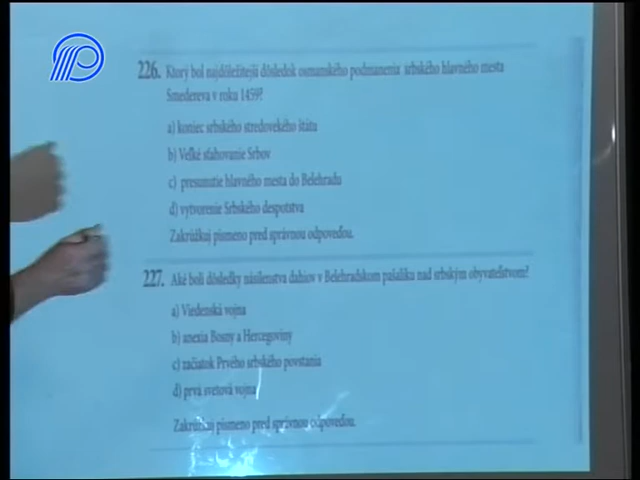 226. Ktorý bol najdôležitejší dôsledok osmanského podmanenia srbského hlavného mesta
Smedereva v roku 1459?
a) koniec srbského stredovekého štátu
b) Veľké sťahovanie Srbov
c) presunutie hlavného mesta do Belehradu
d) vytvorenie Srbského despotstva
Zakrúžkuj písmeno pred správnou odpoveďou.
227. Aké boli dôsledky násilenstva dahiov v Belehradskom pašaliku nad srbským obyvateľstvom?
a) Viedenská vojna
b) anexia Bosny a Hercegoviny
c) začiatok Prvého srbského povstania
d) prvá svetová vojna
Zakrúžkuj písmeno pred správnou odpoveďou.